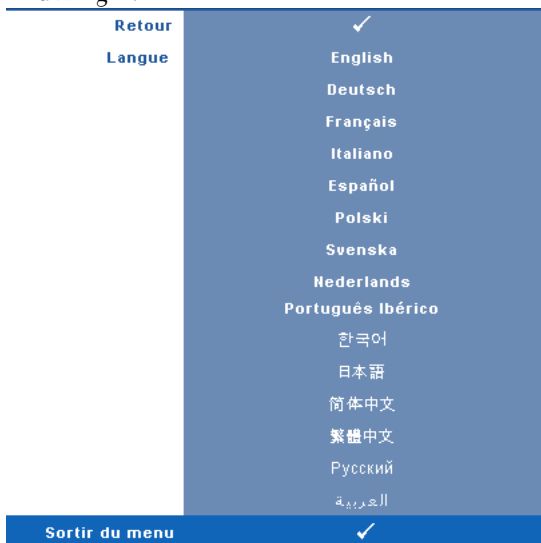 Retour ✓
Langue English
Deutsch
Français
Italiano
Español
Polski
Svenska
Nederlands
Português Ibérico
한국어
日本語
简体中文
繁體中文
Русский
العربية
Sortir du menu ✓